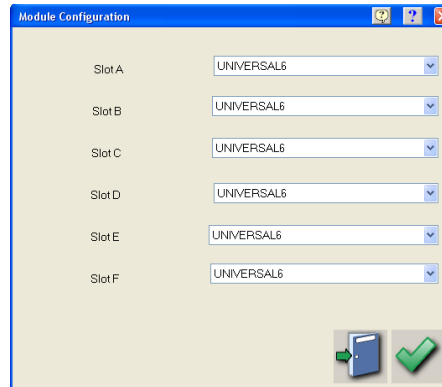 Module Configuration
Slot A UNIVERSAL6
Slot B UNIVERSAL6
Slot C UNIVERSAL6
Slot D UNIVERSAL6
Slot E UNIVERSAL6
Slot F UNIVERSAL6